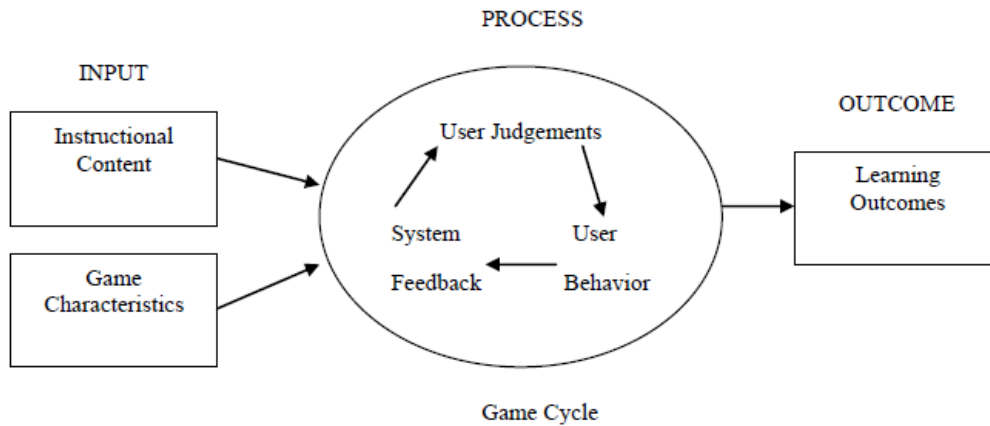 PROCESS
INPUT
OUTCOME
Instructional
Content
User Judgements
Learning
Outcomes
System
Feedback
User
Behavior
Game
Characteristics
Game Cycle